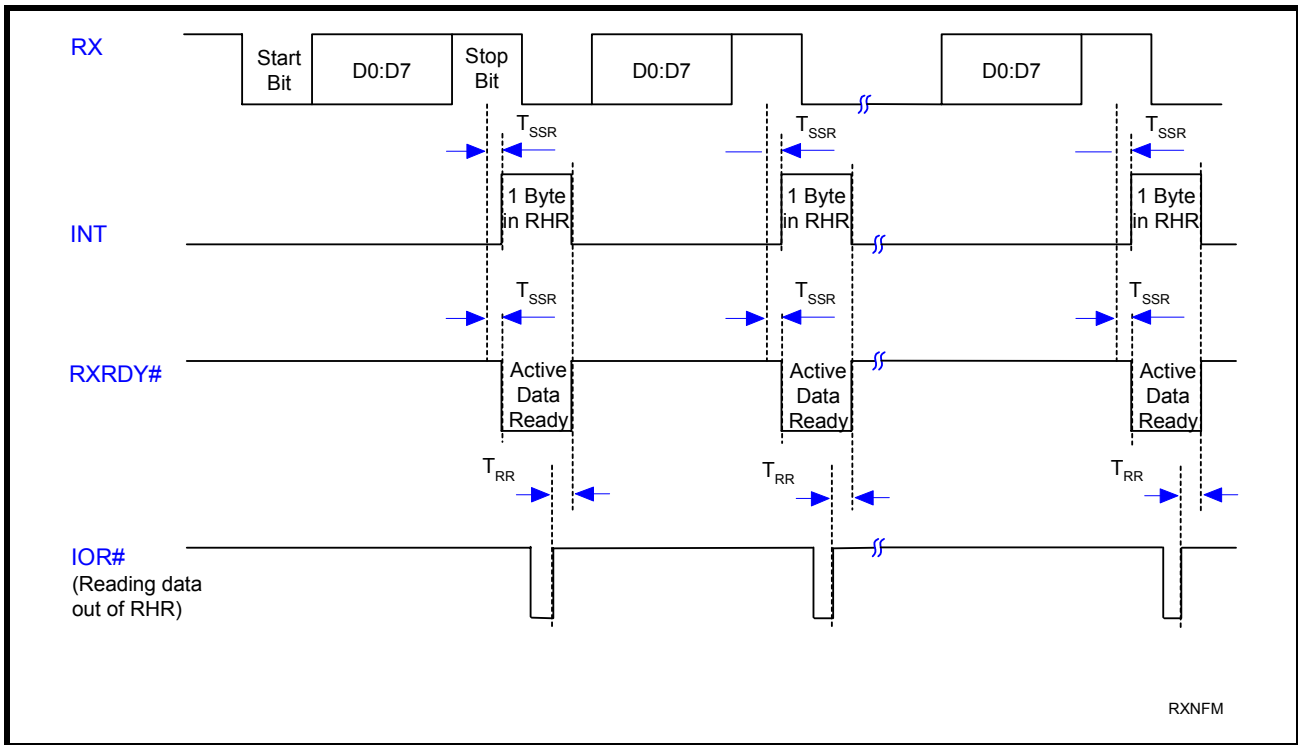 RX
Start
Bit
D0:D7
Stop
Bit
D0:D7
D0:D7
TSSR
TSSR
TSSR
1 Byte
in RHR
1 Byte
in RHR
1 Byte
in RHR
INT
TSSR
TSSR
TSSR
RXRDY#
Active
Data
Ready
Active
Data
Ready
Active
Data
Ready
TRR
TRR
TRR
IOR#
(Reading data
out of RHR)
RXNFM